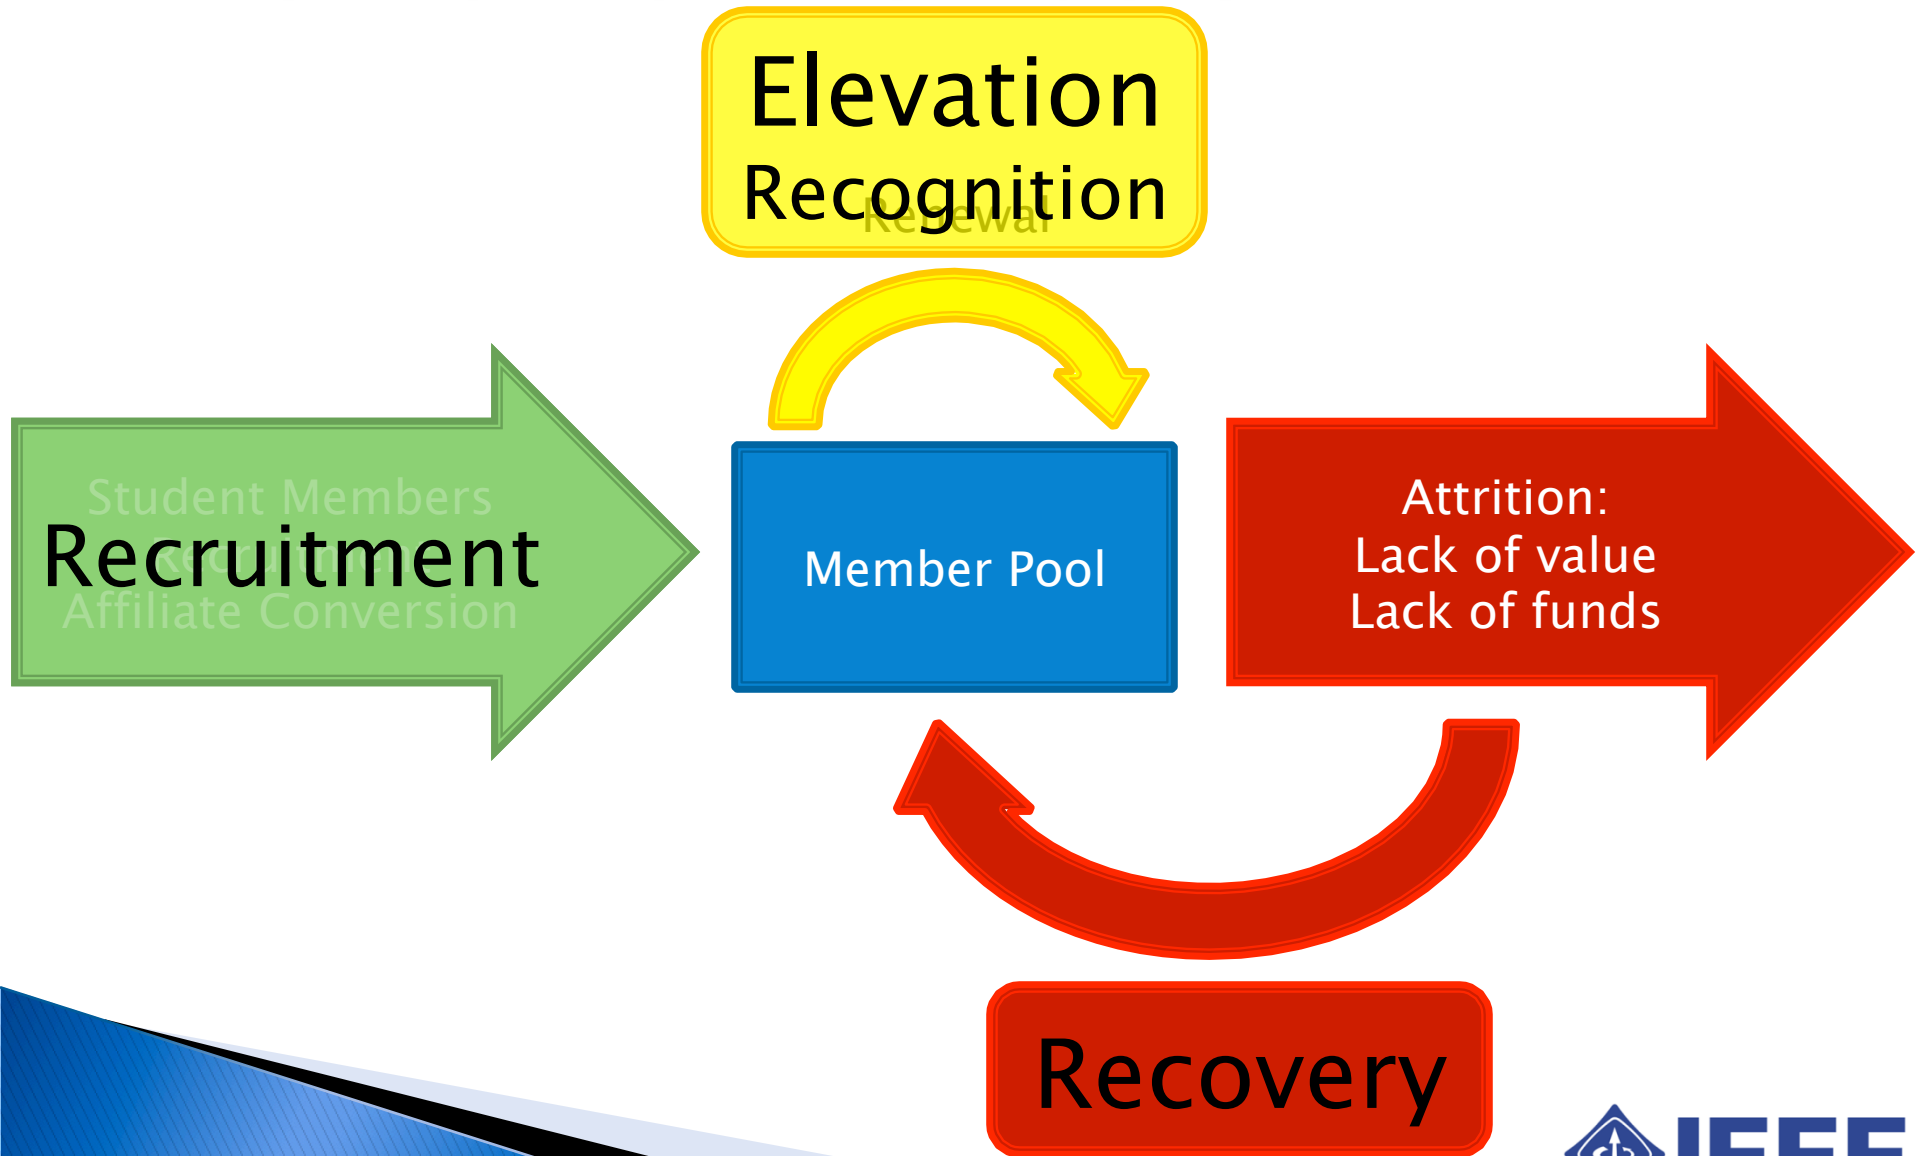 Elevation
Recognition
Renewal
Student Members
Recruitment
Recruitment
Affiliate Conversion
Member Pool
Attrition:
Lack of value
Lack of funds
Recovery
IEEE